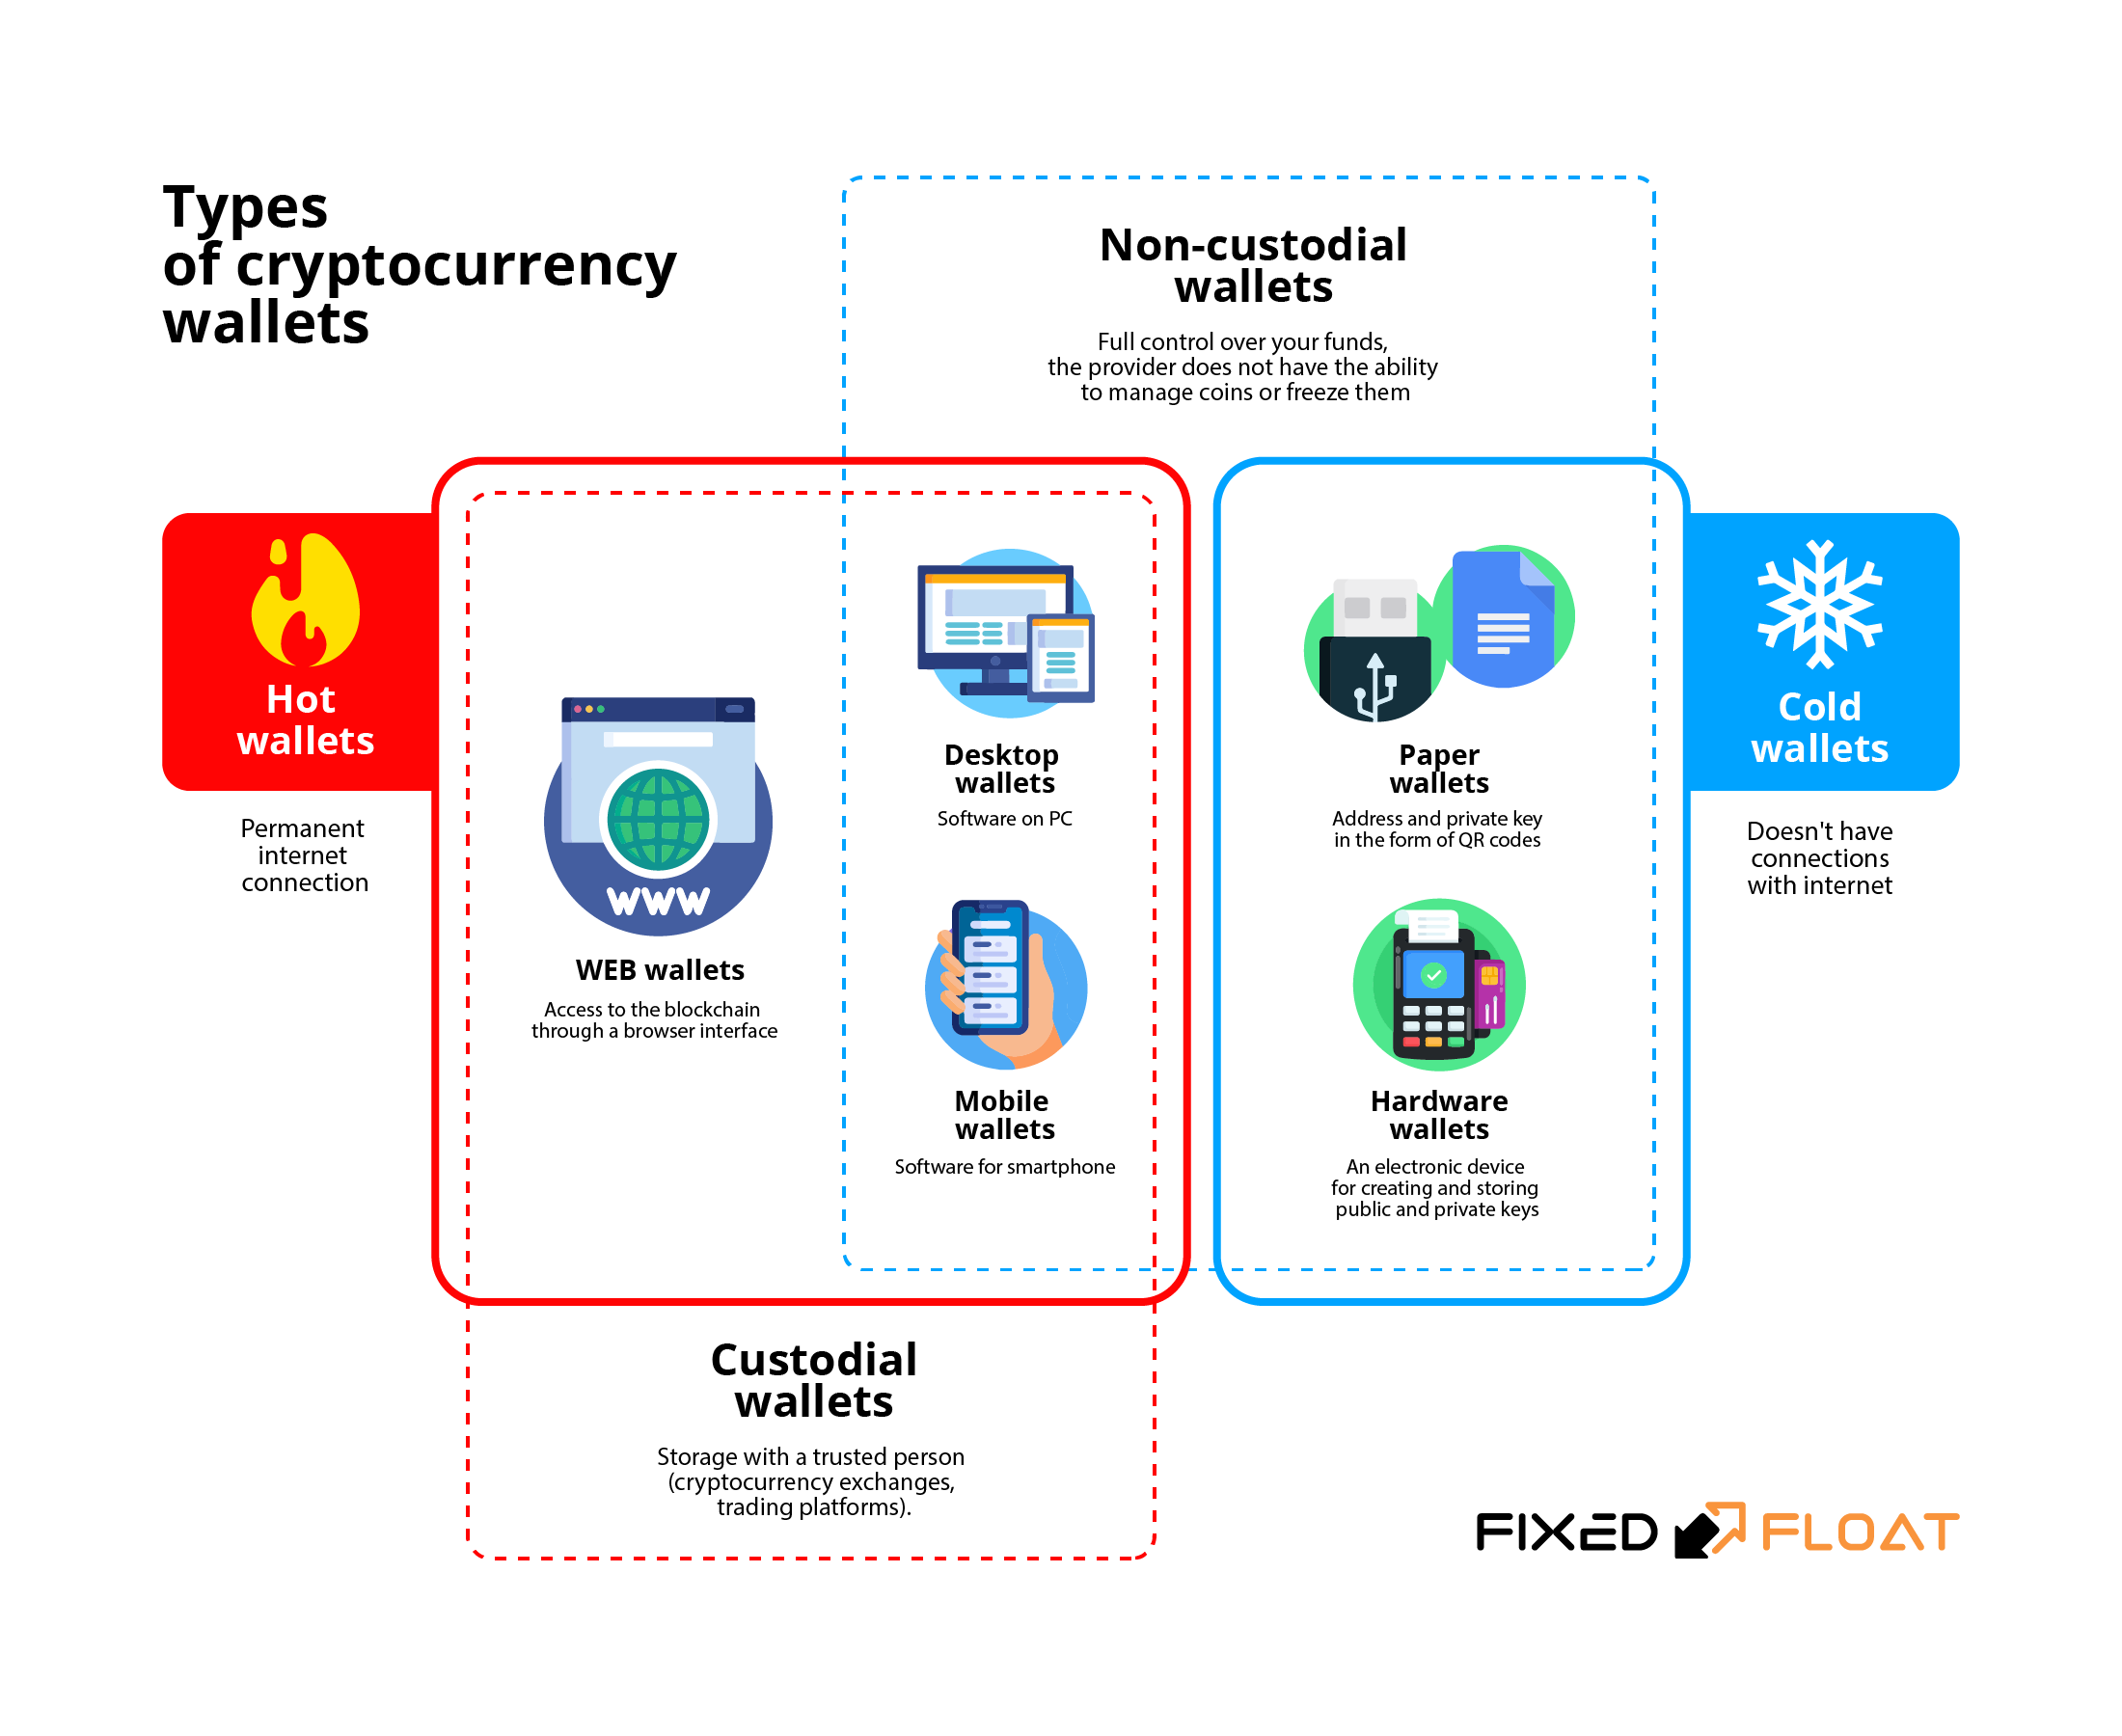 Types
of cryptocurrency
wallets
Non-custodial
wallets
Full control over your funds,
the provider does not have the ability
to manage coins or freeze them
Hot
wallets
Permanent
internet
connection
WWW
WEB wallets
Access to the blockchain
through a browser interface
Desktop
wallets
Software on PC
Mobile
wallets
Software for smartphone
Paper
wallets
Address and private key
in the form of QR codes
Hardware
wallets
An electronic device
for creating and storing
public and private keys
Cold
wallets
Doesn't have
connections
with internet
Custodial
wallets
Storage with a trusted person
(cryptocurrency exchanges,
trading platforms).
FIXED FLOAT